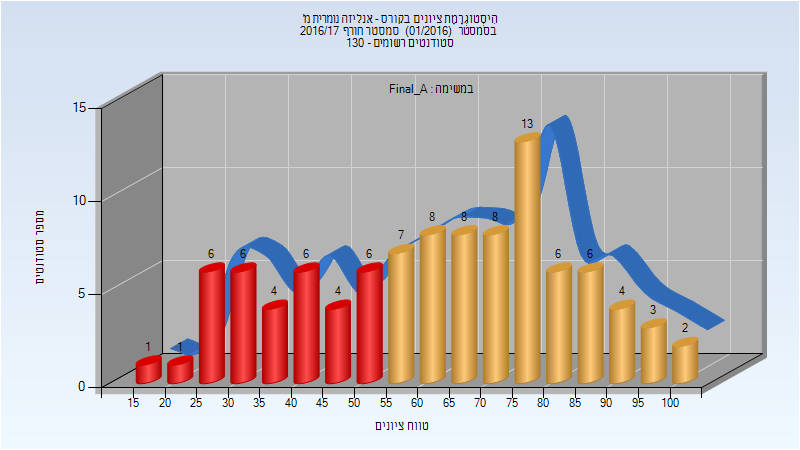 היסטוגרמת ציונים בקורס - אנליזה נומרית מ'
בסמסטר (01/2016) סמסטר חורף 2016/17
סטודנטים רשומים - 130
במשימה : Final_A
מספר סטודנטים
15
10
5
0
1 1 6 6 4 6 4 6 7 8 8 8 13 6 6 4 3 2
15 20 25 30 35 40 45 50 55 60 65 70 75 80 85 90 95 100
טווח ציונים